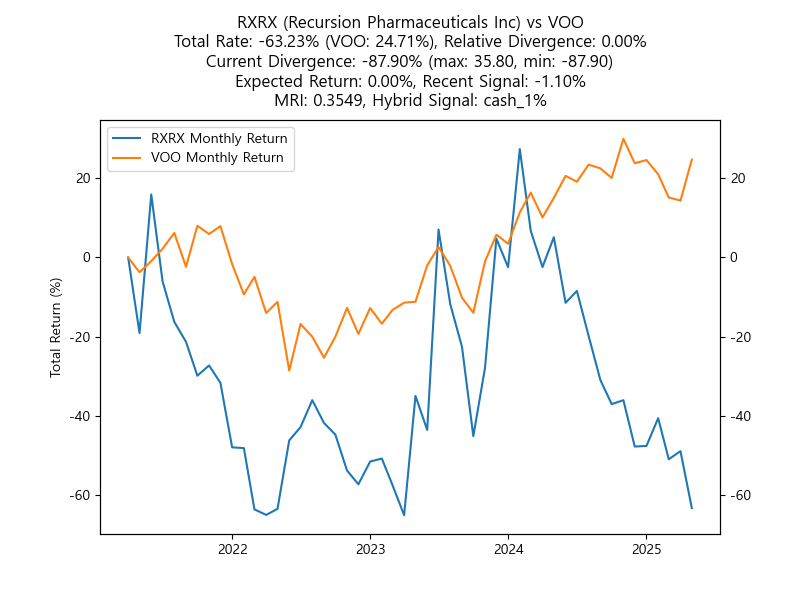 RXRX (Recursion Pharmaceuticals Inc) vs VOO
Total Rate: -63.23% (VOO: 24.71%), Relative Divergence: 0.00%
Current Divergence: -87.90% (max: 35.80, min: -87.90)
Expected Return: 0.00%, Recent Signal: -1.10%
MRI: 0.3549, Hybrid Signal: cash_1%
RXRX Monthly Return
VOO Monthly Return
Total Return (%)
20
0
-20
-40
-60
20
0
-20
-40
-60
2022
2023
2024
2025